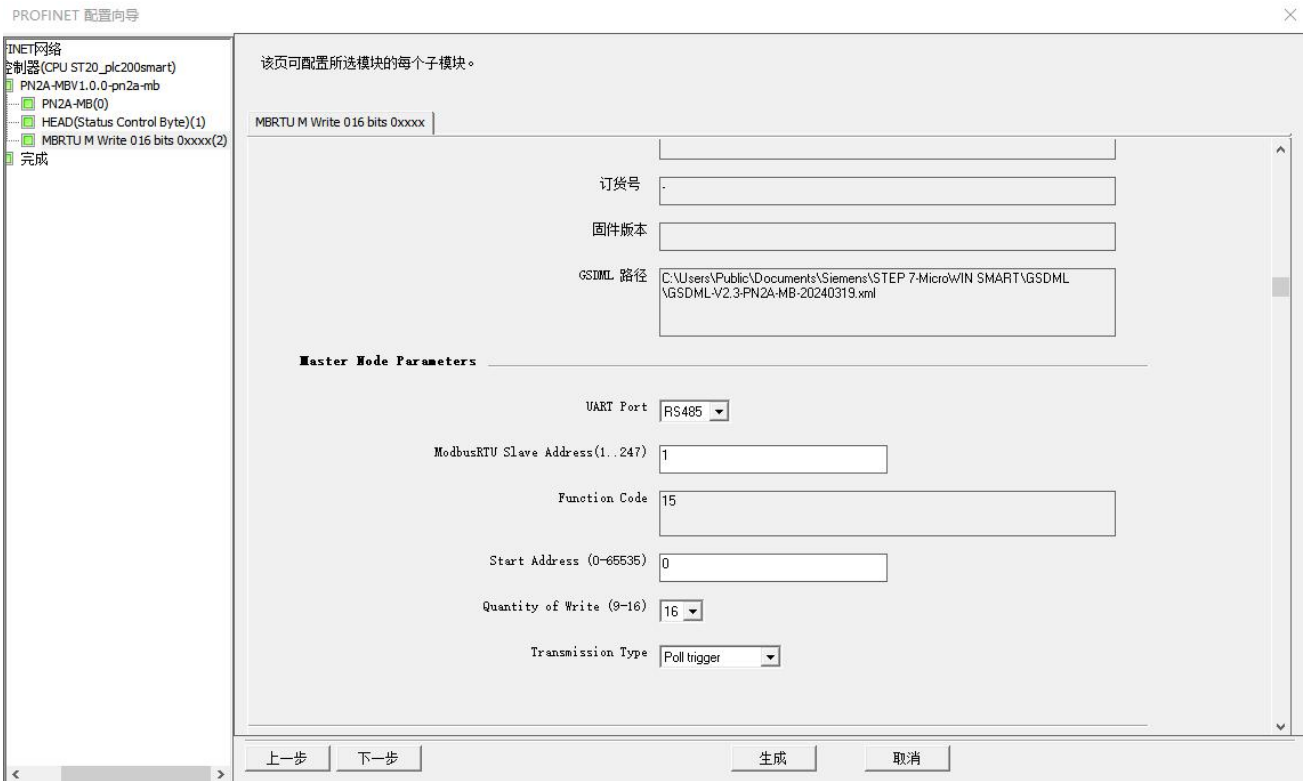 PROFINET 配置向导
INET网络
控制器(CPU ST20_plc200smart)
PN2A-MBV1.0.0-pn2a-mb
PN2A-MB(0)
HEAD(Status Control Byte)(1)
MBRTU M Write 016 bits 0xxxx(2)
完成
该页可配置所选模块的每个子模块。
MBRTU M Write 016 bits 0xxxx
订货号 -
固件版本
GSDML 路径 C:\Users\Public\Documents\Siemens\STEP 7-MicroWIN SMART\GSDML
\GSDML-V2.3-PN2A-MB-20240319.xml
Master Node Parameters
UART Port RS485
ModbusRTU Slave Address(1..247) 1
Function Code 15
Start Address (0-65535) 0
Quantity of Write (9-16) 16
Transmission Type Poll trigger
上一步 下一步 生成 取消